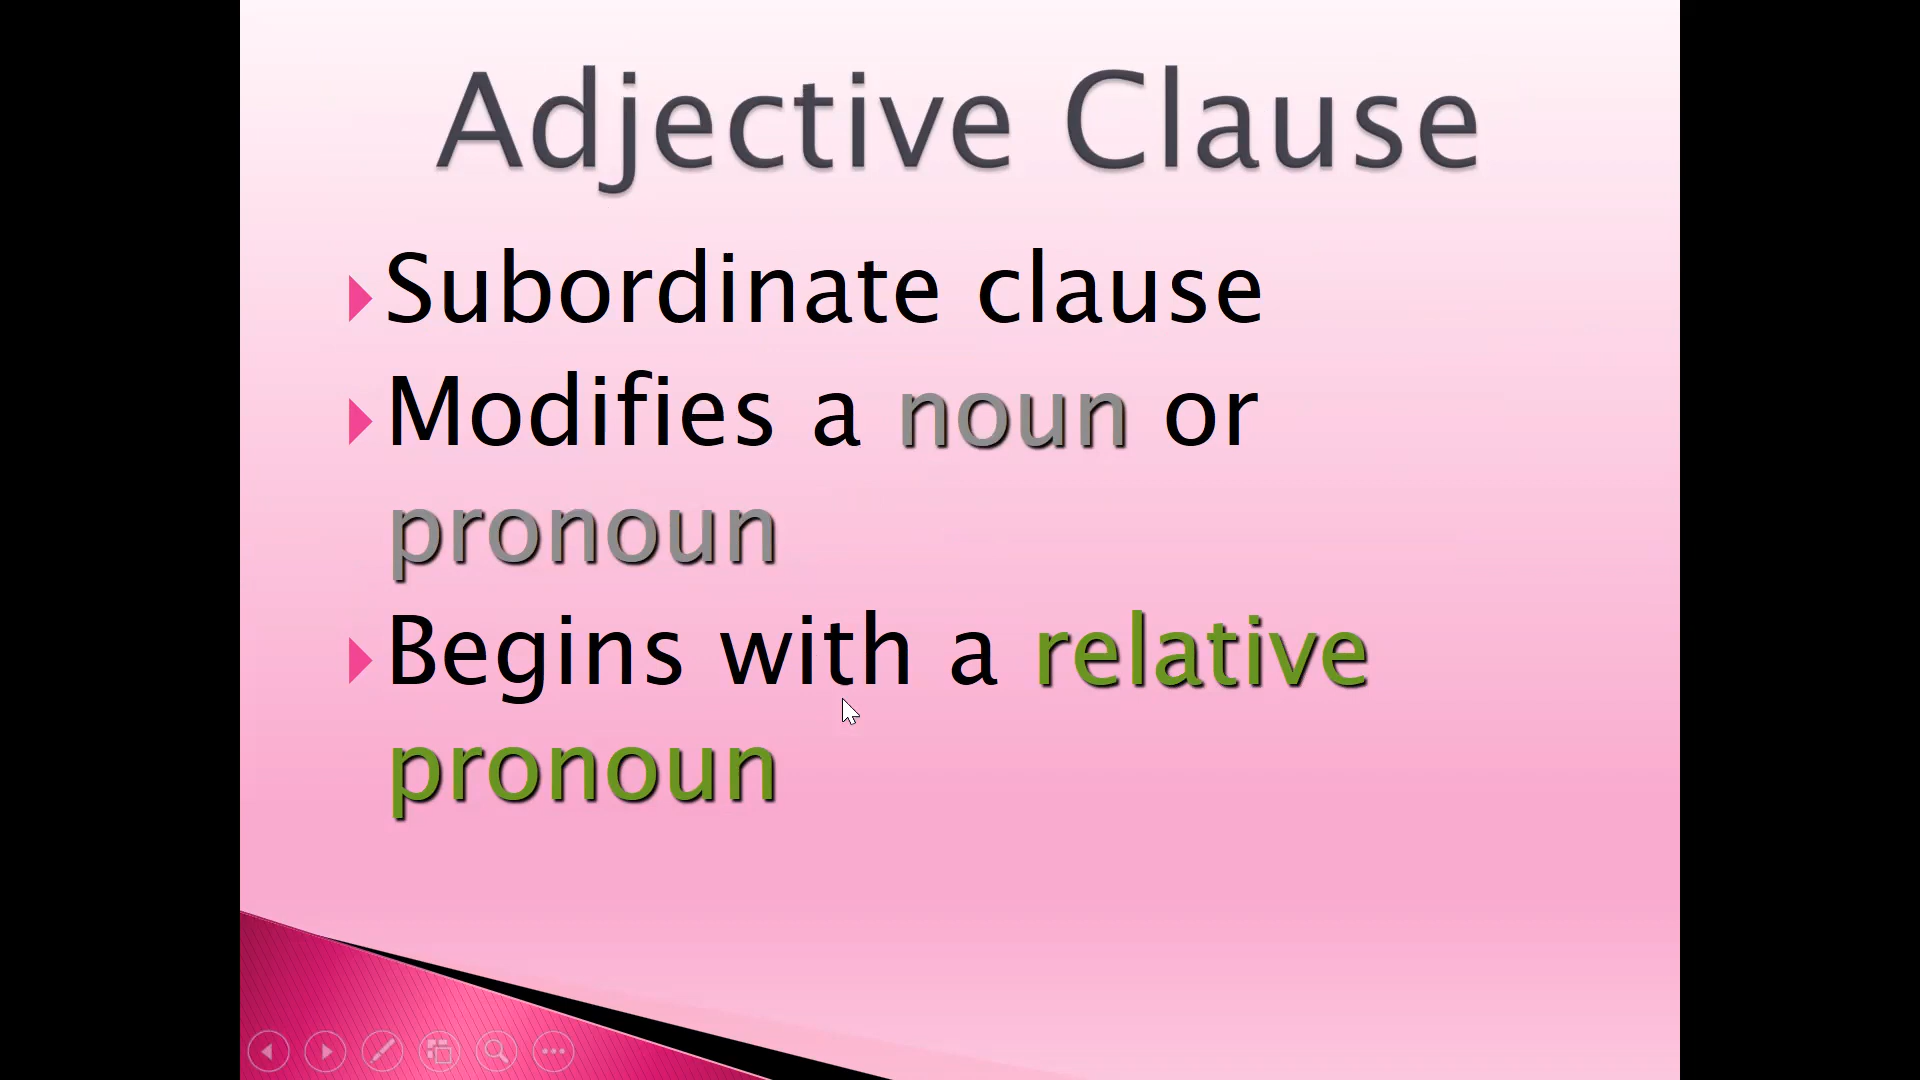 Adjective Clause
Subordinate clause
Modifies a noun or
pronoun
Begins with a relative
pronoun